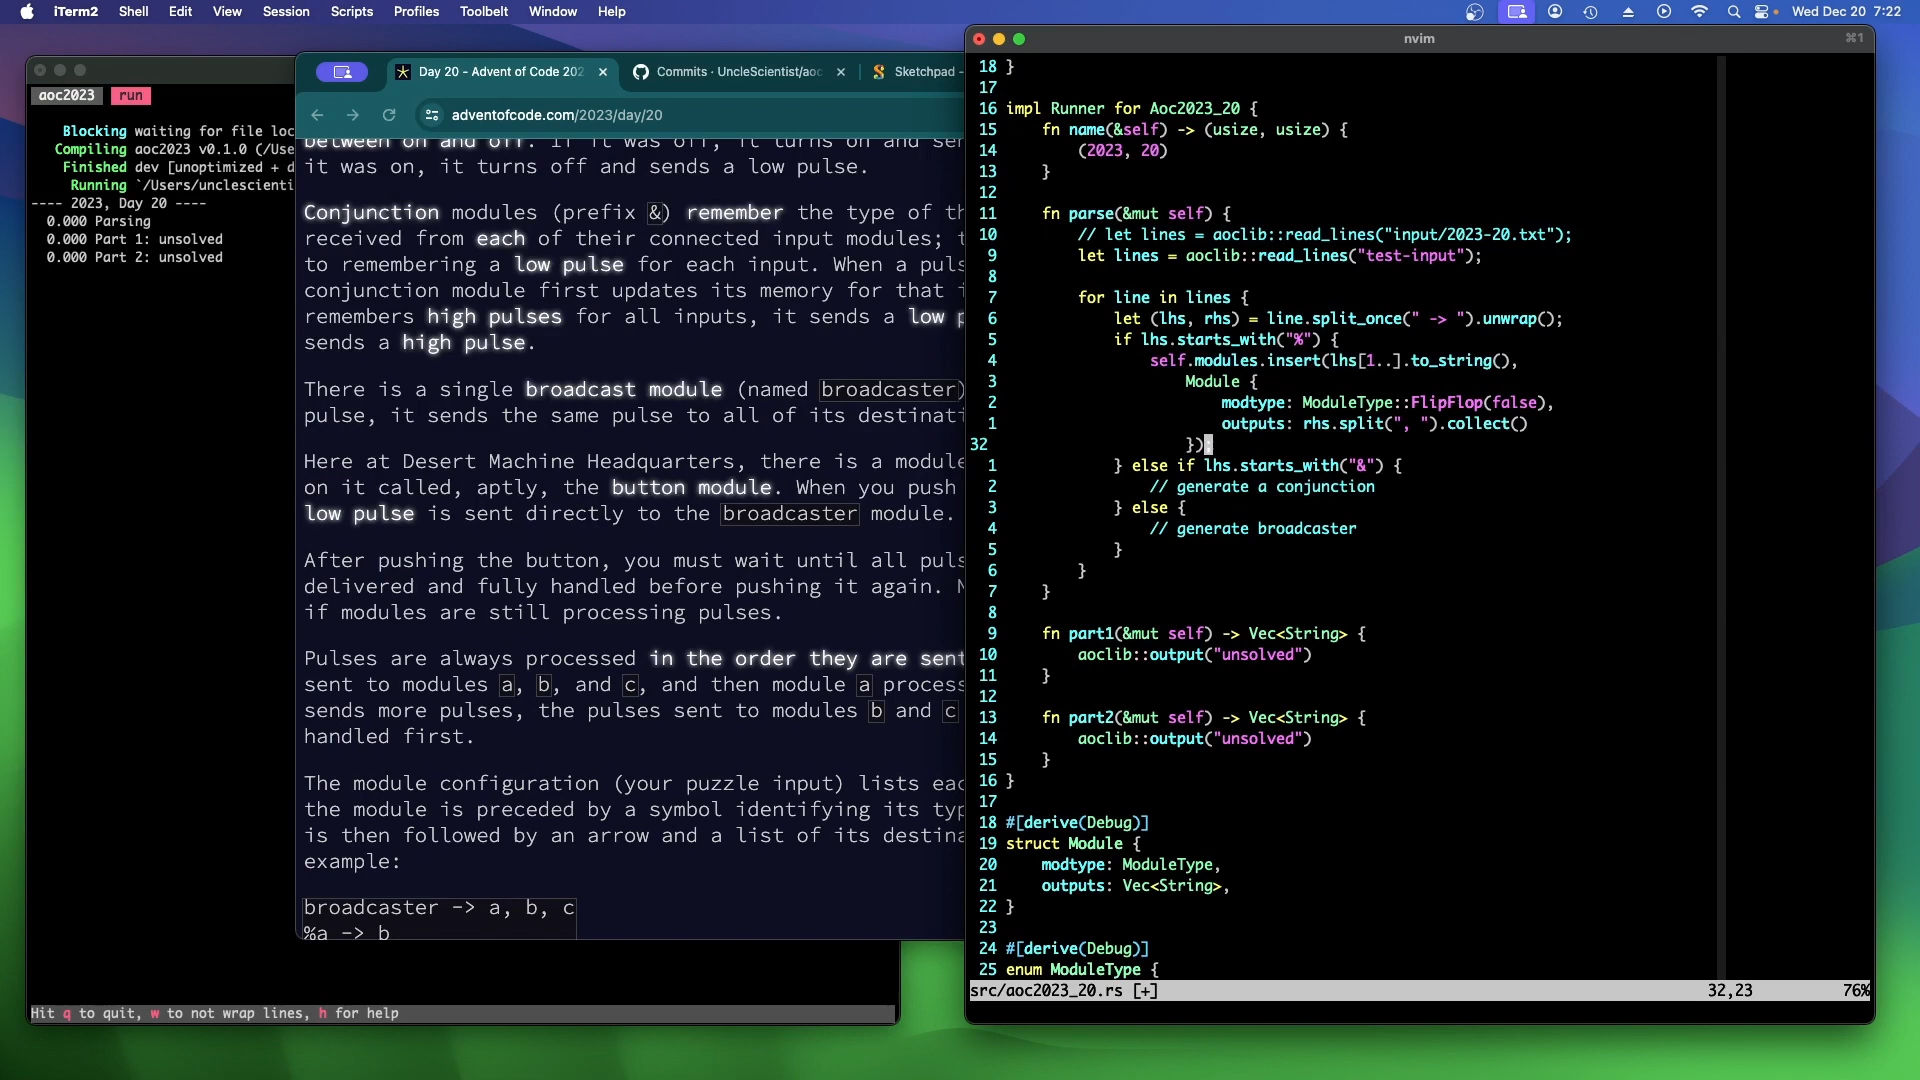 iTerm2 Shell Edit View Session Scripts Profiles Toolbelt Window Help Wed Dec 20 7:22
aoc2023 run
Blocking waiting for file loc
Compiling aoc2023 v0.1.0 (/Use
Finished dev [unoptimized + d
Running `/Users/unclescienti
---- 2023, Day 20 ----
0.000 Parsing
0.000 Part 1: unsolved
0.000 Part 2: unsolved
Hit q to quit, w to not wrap lines, h for help
Day 20 - Advent of Code 202 Commits · UncleScientist/aoc Sketchpad -
adventofcode.com/2023/day/20
between on and off. If it was off, it turns on and sen
it was on, it turns off and sends a low pulse.
Conjunction modules (prefix &) remember the type of th
received from each of their connected input modules; t
to remembering a low pulse for each input. When a puls
conjunction module first updates its memory for that i
remembers high pulses for all inputs, it sends a low p
sends a high pulse.
There is a single broadcast module (named broadcaster)
pulse, it sends the same pulse to all of its destinati
Here at Desert Machine Headquarters, there is a module
on it called, aptly, the button module. When you push
low pulse is sent directly to the broadcaster module.
After pushing the button, you must wait until all puls
delivered and fully handled before pushing it again. N
if modules are still processing pulses.
Pulses are always processed in the order they are sent
sent to modules a, b, and c, and then module a process
sends more pulses, the pulses sent to modules b and c
handled first.
The module configuration (your puzzle input) lists eac
the module is preceded by a symbol identifying its typ
is then followed by an arrow and a list of its destina
example:
broadcaster -> a, b, c
%a -> b
nvim ⌘1
18 }
17
16 impl Runner for Aoc2023_20 {
15 fn name(&self) -> (usize, usize) {
14 (2023, 20)
13 }
12
11 fn parse(&mut self) {
10 // let lines = aoclib::read_lines("input/2023-20.txt");
9 let lines = aoclib::read_lines("test-input");
8
7 for line in lines {
6 let (lhs, rhs) = line.split_once(" -> ").unwrap();
5 if lhs.starts_with("%") {
4 self.modules.insert(lhs[1..].to_string(),
3 Module {
2 modtype: ModuleType::FlipFlop(false),
1 outputs: rhs.split(", ").collect()
32 });
1 } else if lhs.starts_with("&") {
2 // generate a conjunction
3 } else {
4 // generate broadcaster
5 }
6 }
7 }
8
9 fn part1(&mut self) -> Vec<String> {
10 aoclib::output("unsolved")
11 }
12
13 fn part2(&mut self) -> Vec<String> {
14 aoclib::output("unsolved")
15 }
16 }
17
18 #[derive(Debug)]
19 struct Module {
20 modtype: ModuleType,
21 outputs: Vec<String>,
22 }
23
24 #[derive(Debug)]
25 enum ModuleType {
src/aoc2023_20.rs [+] 32,23 76%